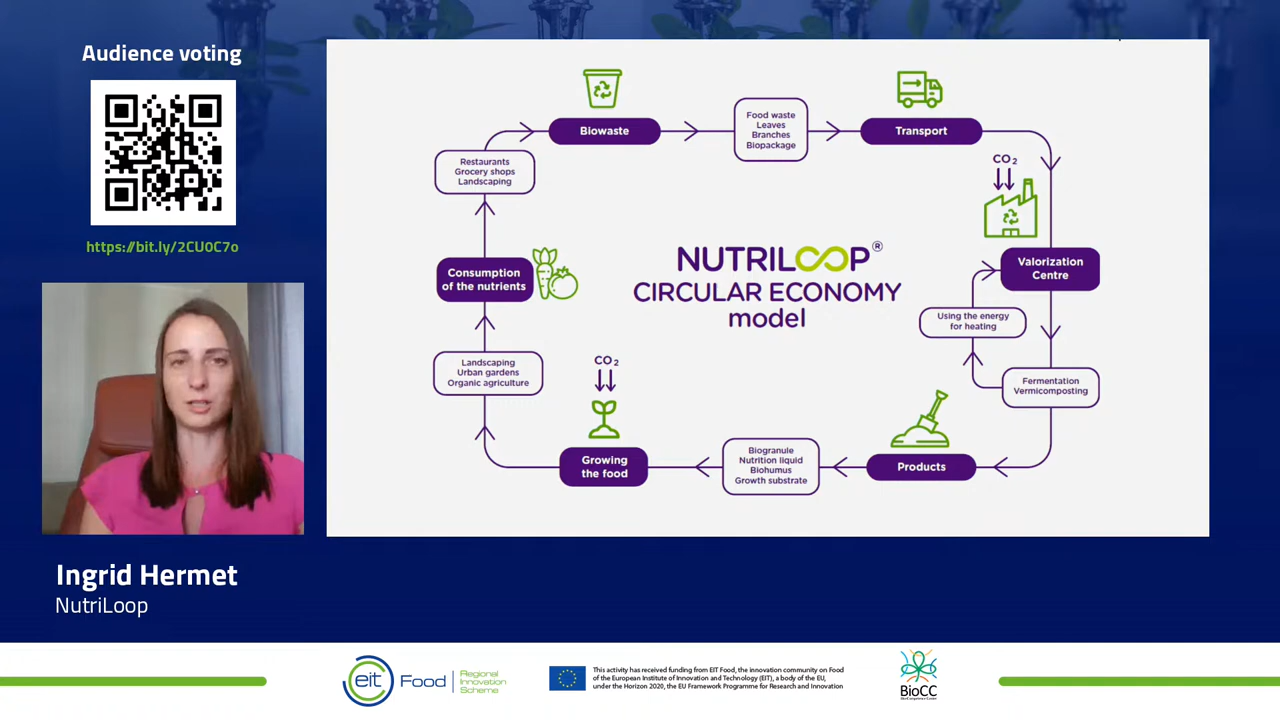 Audience voting
https://bit.ly/2CU0C7o
Ingrid Hermet
NutriLoop
Biowaste
Food waste
Leaves
Branches
Biopackage
Transport
CO2
Valorization
Centre
Using the energy
for heating
Fermentation
Vermicomposting
Products
Biogranule
Nutrition liquid
Biohumus
Growth substrate
CO2
Growing
the food
Landscaping
Urban gardens
Organic agriculture
Consumption
of the nutrients
Restaurants
Grocery shops
Landscaping
NUTRILOOP®
CIRCULAR ECONOMY
model
eit Food
Regional
Innovation
Scheme
This activity has received funding from EIT Food, the innovation community on Food
of the European Institute of Innovation and Technology (EIT), a body of the EU,
under the Horizon 2020, the EU Framework Programme for Research and Innovation
BioCC